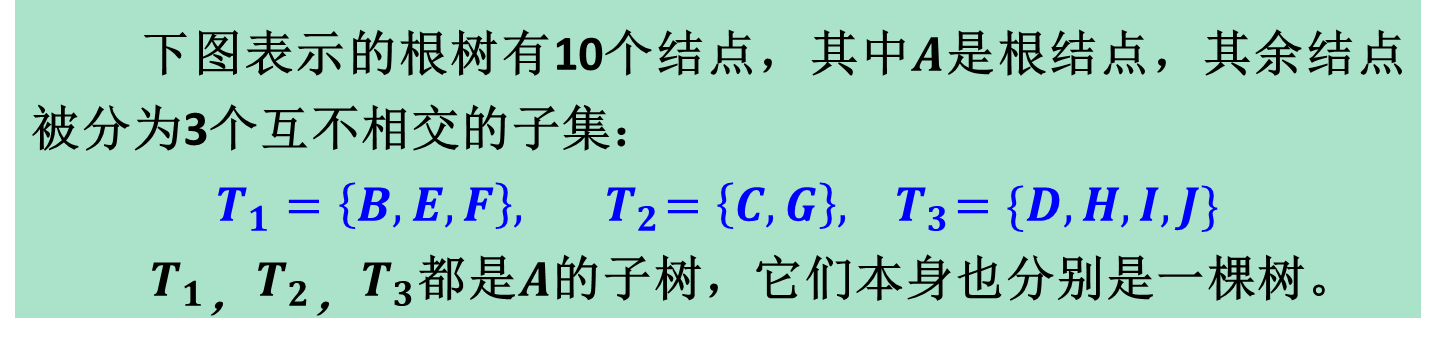 下图表示的根树有10个结点，其中A是根结点，其余结点
被分为3个互不相交的子集：
T₁ = {B, E, F}, T₂ = {C, G}, T₃ = {D, H, I, J}
T₁，T₂，T₃都是A的子树，它们本身也分别是一棵树。